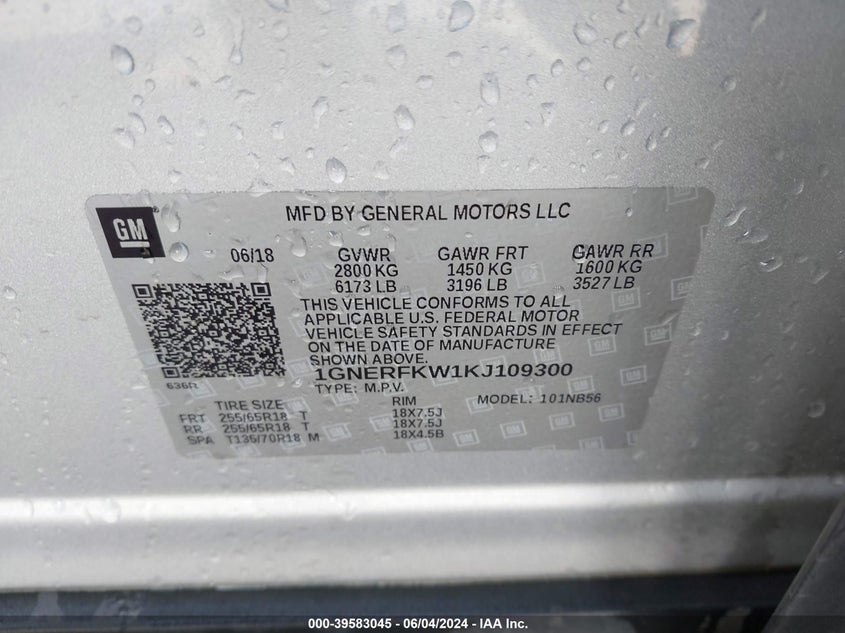 GM
MFD BY GENERAL MOTORS LLC
06/18 GVWR GAWR FRT GAWR RR
2800 KG 1450 KG 1600 KG
6173 LB 3196 LB 3527 LB
THIS VEHICLE CONFORMS TO ALL
APPLICABLE U.S. FEDERAL MOTOR
VEHICLE SAFETY STANDARDS IN EFFECT
ON THE DATE OF MANUFACTURE
SHOWN ABOVE.
1GNERFKW1KJ109300
636R
TYPE: M.P.V. MODEL: 101NB56
TIRE SIZE RIM
FRT 255/65R18 T 18X7.5J
RR 255/65R18 T 18X7.5J
SPA T135/70R18 M 18X4.5B
000-39583045 - 06/04/2024 - IAA Inc.